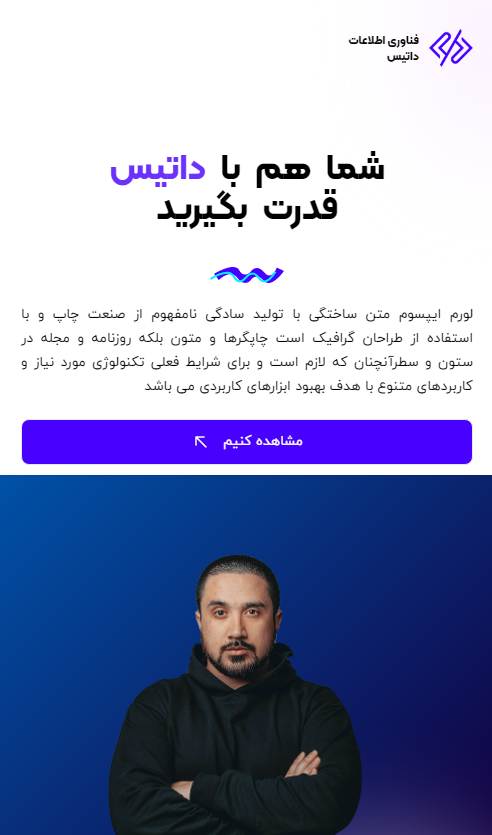 فناوری اطلاعات
داتیس
شما هم با داتیس
قدرت بگیرید
لورم ایپسوم متن ساختگی با تولید سادگی نامفهوم از صنعت چاپ و با
استفاده از طراحان گرافیک است چاپگرها و متون بلکه روزنامه و مجله در
ستون و سطرآنچنان که لازم است و برای شرایط فعلی تکنولوژی مورد نیاز و
کاربردهای متنوع با هدف بهبود ابزارهای کاربردی می باشد
مشاهده کنیم